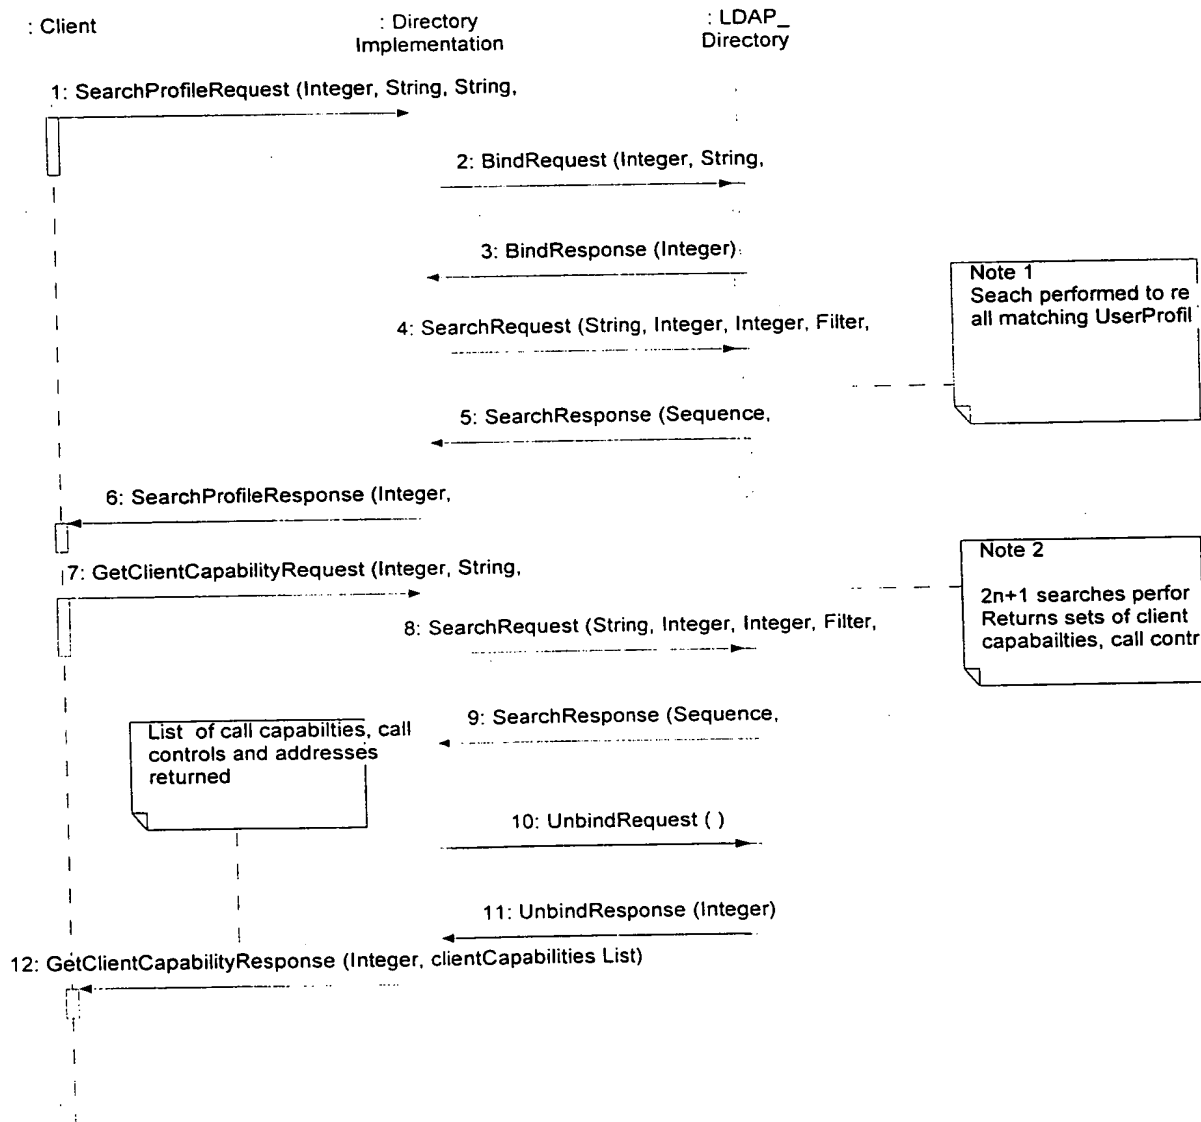 : Client
: Directory
Implementation
: LDAP_
Directory
1: SearchProfileRequest (Integer, String, String,
2: BindRequest (Integer, String,
3: BindResponse (Integer)
Note 1
Seach performed to re
all matching UserProfil
4: SearchRequest (String, Integer, Integer, Filter,
5: SearchResponse (Sequence,
6: SearchProfileResponse (Integer,
Note 2
7: GetClientCapabilityRequest (Integer, String,
2n+1 searches perfor
Returns sets of client
capabailties, call contr
8: SearchRequest (String, Integer, Integer, Filter,
9: SearchResponse (Sequence,
List of call capabilties, call
controls and addresses
returned
10: UnbindRequest ( )
11: UnbindResponse (Integer)
12: GetClientCapabilityResponse (Integer, clientCapabilities List)